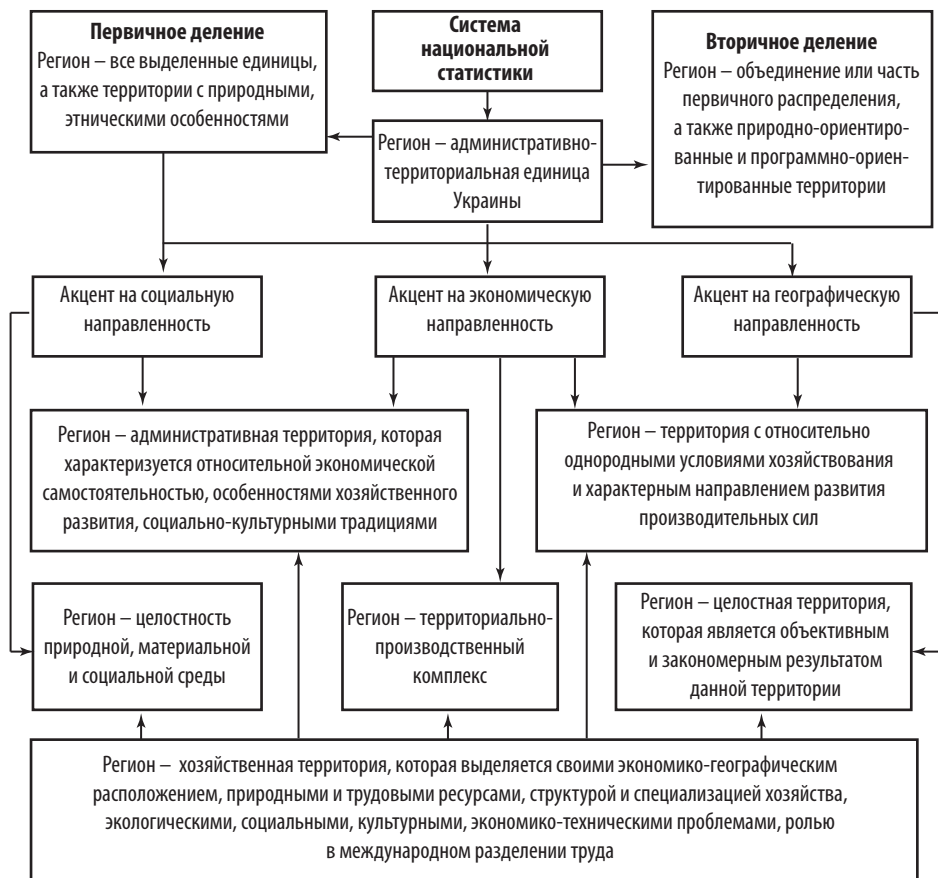 Первичное деление
Регион – все выделенные единицы,
а также территории с природными,
этническими особенностями
Система
национальной
статистики
Вторичное деление
Регион – объединение или часть
первичного распределения,
а также природно-ориентиро-
ванные и программно-ориен-
тированные территории
Регион – административно-
территориальная единица
Украины
Акцент на социальную
направленность
Акцент на экономическую
направленность
Акцент на географическую
направленность
Регион – административная территория, которая
характеризуется относительной экономической
самостоятельностью, особенностями хозяйственного
развития, социально-культурными традициями
Регион – территория с относительно
однородными условиями хозяйствования
и характерным направлением развития
производительных сил
Регион – целостность
природной, материальной
и социальной среды
Регион – территориально-
производственный
комплекс
Регион – целостная территория,
которая является объективным
и закономерным результатом
данной территории
Регион – хозяйственная территория, которая выделяется своими экономико-географическим
расположением, природными и трудовыми ресурсами, структурой и специализацией хозяйства,
экологическими, социальными, культурными, экономико-техническими проблемами, ролью
в международном разделении труда